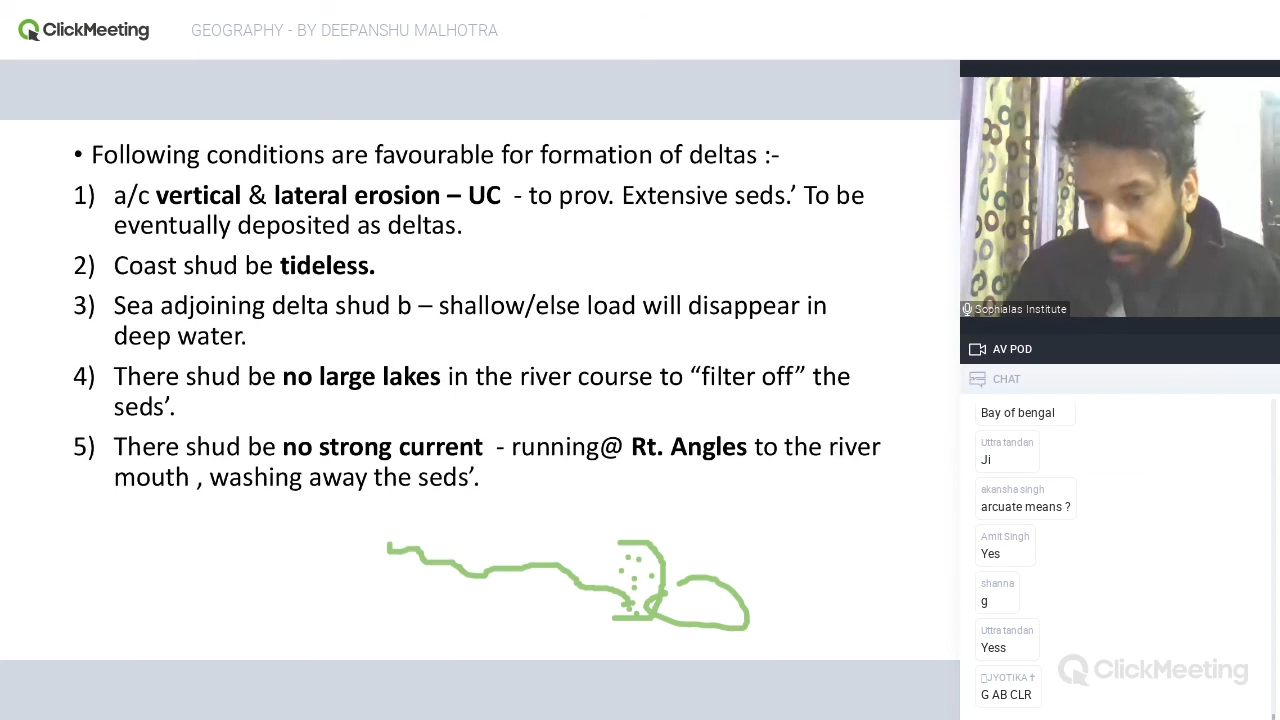 ClickMeeting
GEOGRAPHY - BY DEEPANSHU MALHOTRA
• Following conditions are favourable for formation of deltas :-
1) a/c vertical & lateral erosion – UC - to prov. Extensive seds.’ To be
eventually deposited as deltas.
2) Coast shud be tideless.
3) Sea adjoining delta shud b – shallow/else load will disappear in
deep water.
4) There shud be no large lakes in the river course to “filter off” the
seds’.
5) There shud be no strong current - running@ Rt. Angles to the river
mouth , washing away the seds’.
Sophialas Institute
AV POD
CHAT
Bay of bengal
Uttra tandan
Ji
akansha singh
arcuate means ?
Amit Singh
Yes
shanna
g
Uttra tandan
Yess
JYOTIKA ✝
G AB CLR
ClickMeeting